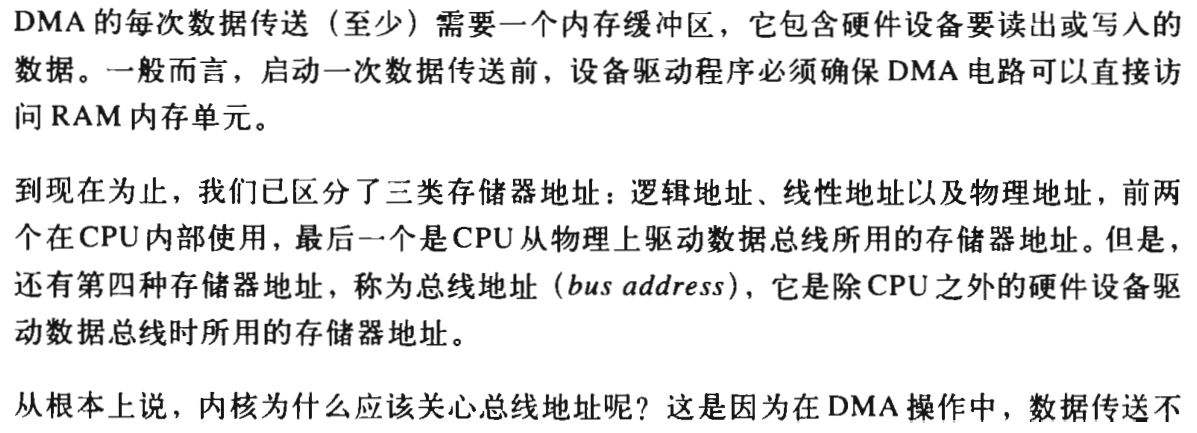 DMA 的每次数据传送（至少）需要一个内存缓冲区，它包含硬件设备要读出或写入的
数据。一般而言，启动一次数据传送前，设备驱动程序必须确保 DMA 电路可以直接访
问 RAM 内存单元。
到现在为止，我们已区分了三类存储器地址：逻辑地址、线性地址以及物理地址，前两
个在 CPU 内部使用，最后一个是 CPU 从物理上驱动数据总线所用的存储器地址。但是，
还有第四种存储器地址，称为总线地址（bus address），它是除 CPU 之外的硬件设备驱
动数据总线时所用的存储器地址。
从根本上说，内核为什么应该关心总线地址呢？这是因为在 DMA 操作中，数据传送不